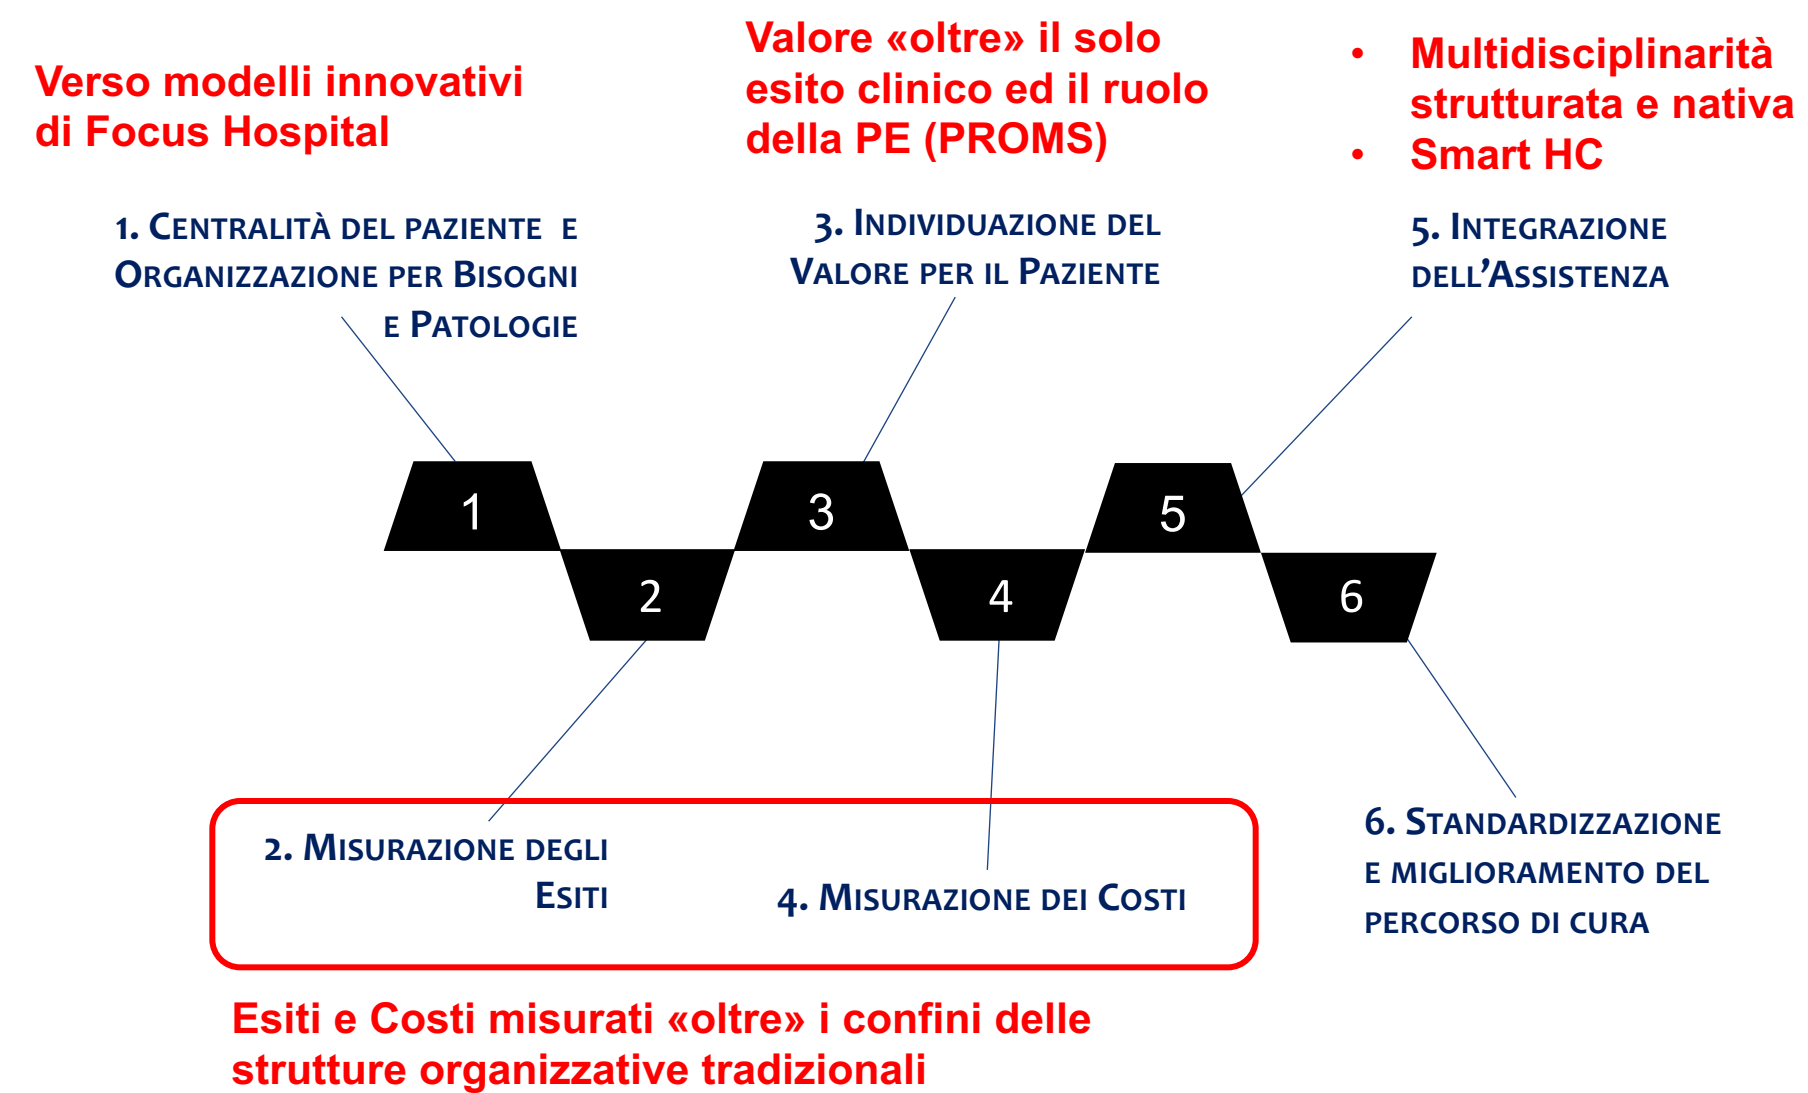 Verso modelli innovativi
di Focus Hospital
Valore «oltre» il solo
esito clinico ed il ruolo
della PE (PROMS)
• Multidisciplinarità
strutturata e nativa
• Smart HC
1. Centralità del paziente e
Organizzazione per Bisogni
e Patologie
3. Individuazione del
Valore per il Paziente
5. Integrazione
dell'Assistenza
1
3
5
2
4
6
2. Misurazione degli
Esiti
4. Misurazione dei Costi
6. Standardizzazione
e miglioramento del
percorso di cura
Esiti e Costi misurati «oltre» i confini delle
strutture organizzative tradizionali